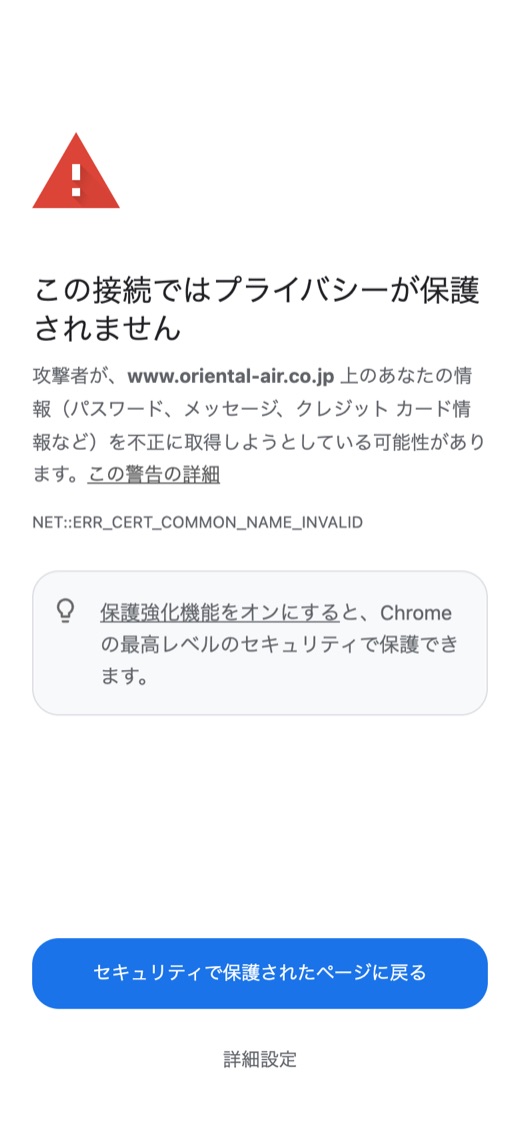 この接続ではプライバシーが保護
されません
攻撃者が、www.oriental-air.co.jp 上のあなたの情
報（パスワード、メッセージ、クレジット カード情
報など）を不正に取得しようとしている可能性があり
ます。この警告の詳細
NET::ERR_CERT_COMMON_NAME_INVALID
保護強化機能をオンにすると、Chrome
の最高レベルのセキュリティで保護でき
ます。
セキュリティで保護されたページに戻る
詳細設定